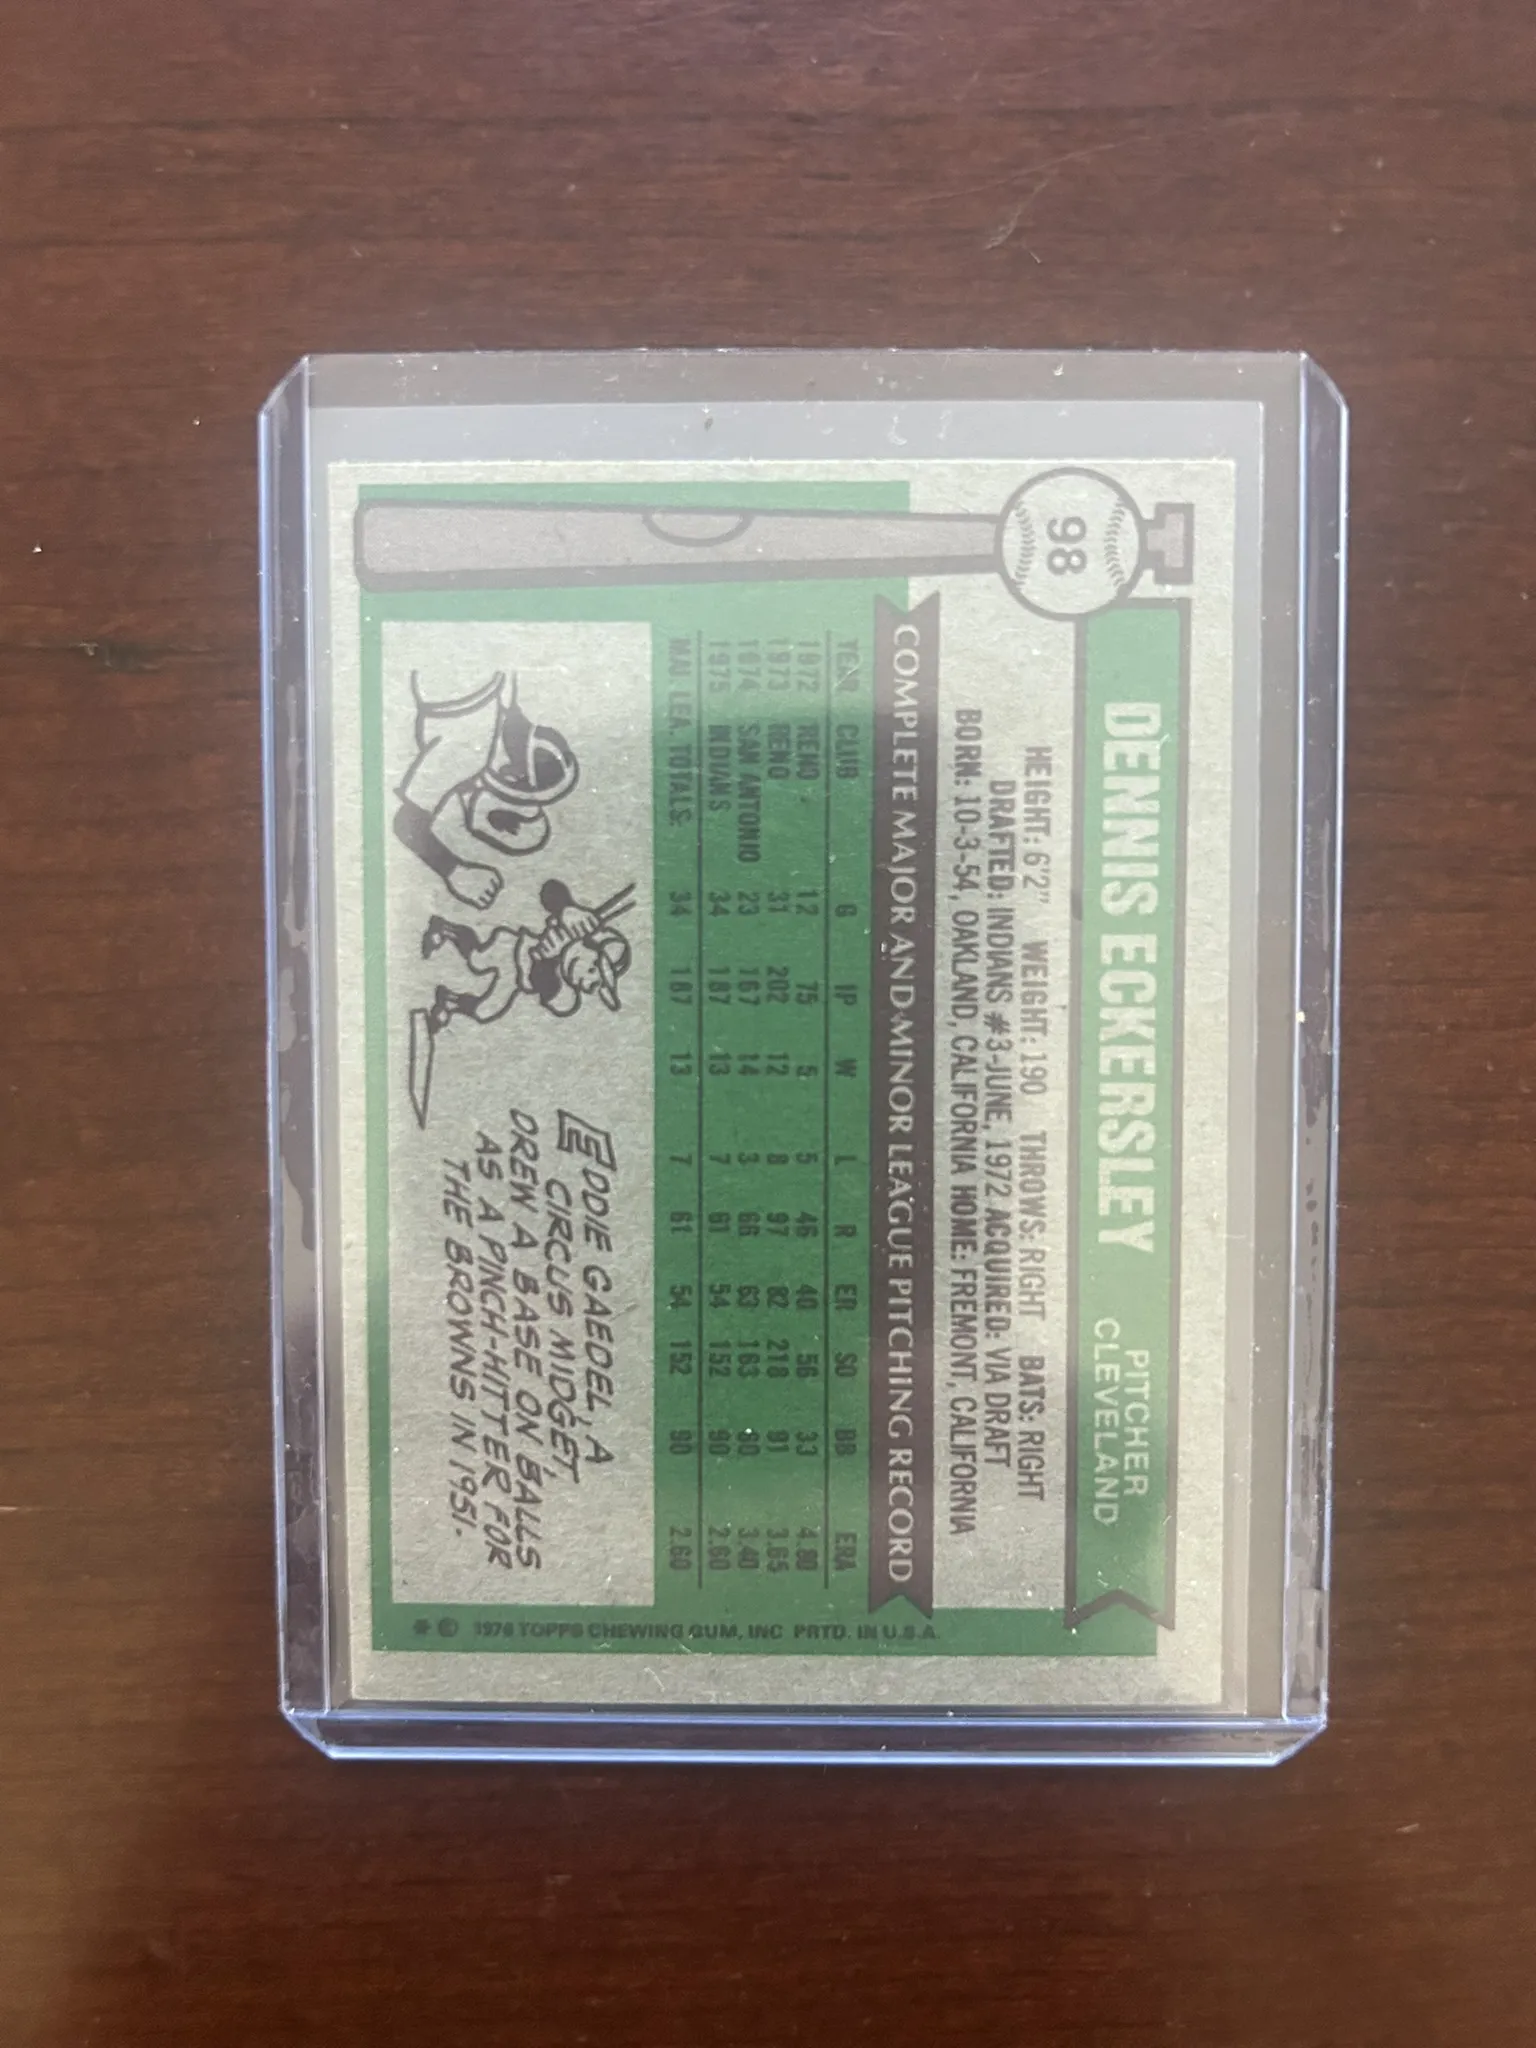 98
DENNIS ECKERSLEY
PITCHER
CLEVELAND
HEIGHT: 6'2" WEIGHT: 190 THROWS: RIGHT BATS: RIGHT
DRAFTED: INDIANS #3-JUNE, 1972 ACQUIRED: VIA DRAFT
BORN: 10-3-54, OAKLAND, CALIFORNIA HOME: FREMONT, CALIFORNIA
COMPLETE MAJOR AND MINOR LEAGUE PITCHING RECORD
YEAR CLUB G IP W L R ER SO BB ERA
1972 RENO 12 75 5 5 46 40 56 33 4.80
1973 RENO 31 202 12 8 97 82 218 91 3.65
1974 SAN ANTONIO 23 167 14 3 66 63 163 60 3.40
1975 INDIANS 34 187 13 7 61 54 152 90 2.60
MAJ. LEA. TOTALS: 34 187 13 7 61 54 152 90 2.60
EDDIE GAEDEL, A
CIRCUS MIDGET,
DREW A BASE ON BALLS
AS A PINCH-HITTER FOR
THE BROWNS IN 1951.
* © 1976 TOPPS CHEWING GUM, INC PRTD. IN U.S.A.